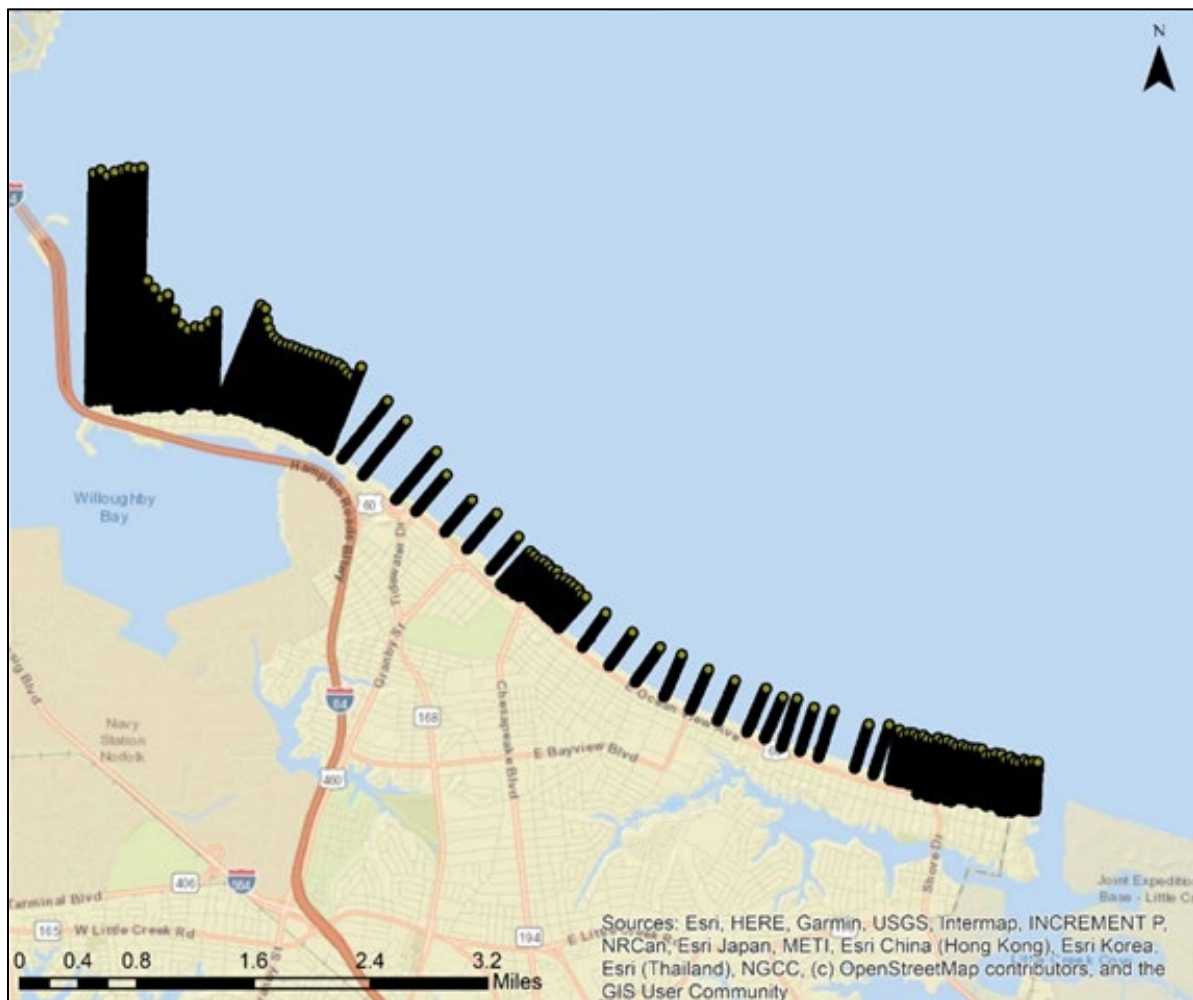 N
64
Willoughby
Bay
Hampton Roads Bltwy
60
Tidewater Dr
Granby St
64
168
Chesapeake Blvd
E Ocean View Ave
E Bayview Blvd
Navy
Station
Norfolk
460
406
564
Terminal Blvd
165
W Little Creek Rd
194
E Little Creek R
Shore Dr
Joint Expedition
Base - Little C
Sources: Esri, HERE, Garmin, USGS, Intermap, INCREMENT P,
NRCan, Esri Japan, METI, Esri China (Hong Kong), Esri Korea,
Esri (Thailand), NGCC, (c) OpenStreetMap contributors, and the
GIS User Community
0 0.4 0.8 1.6 2.4 3.2
Miles